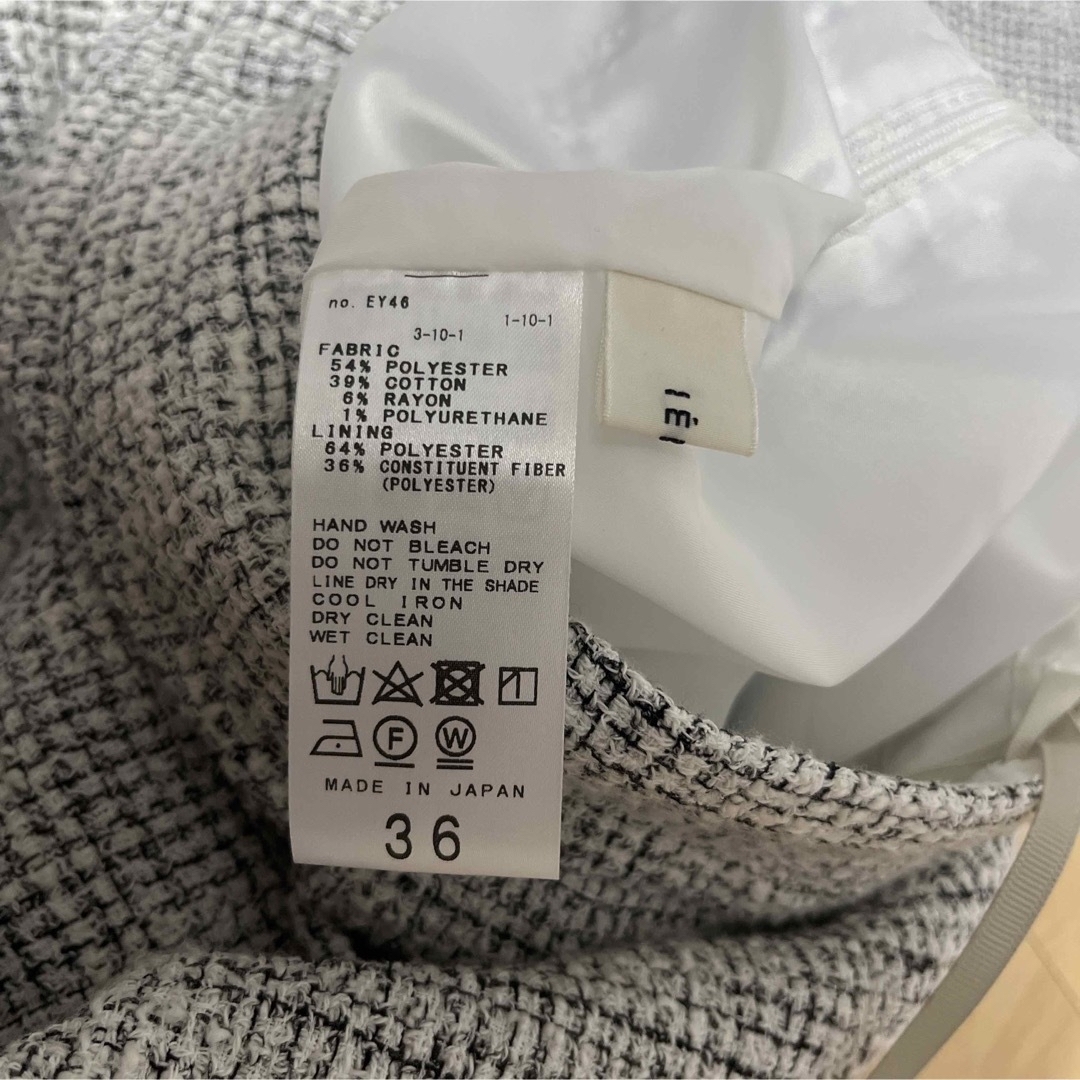 no. EY46
1-10-1
3-10-1
FABRIC
54% POLYESTER
39% COTTON
6% RAYON
1% POLYURETHANE
LINING
64% POLYESTER
36% CONSTITUENT FIBER
(POLYESTER)
HAND WASH
DO NOT BLEACH
DO NOT TUMBLE DRY
LINE DRY IN THE SHADE
COOL IRON
DRY CLEAN
WET CLEAN
F W
MADE IN JAPAN
36